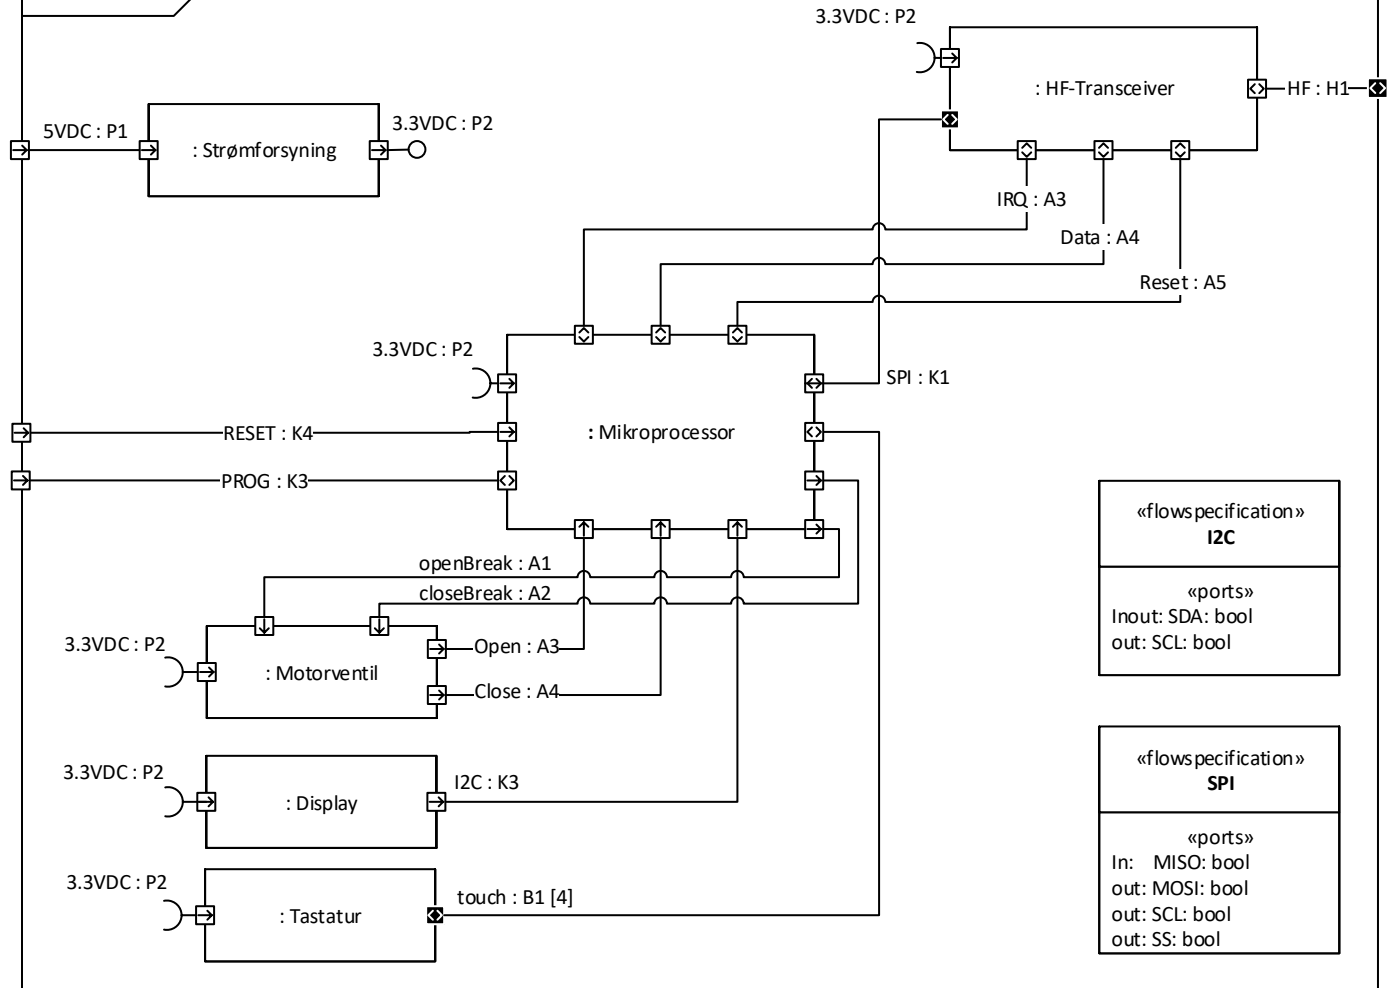 3.3VDC : P2
: HF-Transceiver
HF : H1
5VDC : P1
3.3VDC : P2
: Strømforsyning
IRQ : A3
Data : A4
Reset : A5
3.3VDC : P2
SPI : K1
RESET : K4
: Mikroprocessor
PROG : K3
openBreak : A1
closeBreak : A2
3.3VDC : P2
Open : A3
: Motorventil
Close : A4
3.3VDC : P2
I2C : K3
: Display
3.3VDC : P2
touch : B1 [4]
: Tastatur
«flowspecification»
I2C
«ports»
Inout: SDA: bool
out: SCL: bool
«flowspecification»
SPI
«ports»
In: MISO: bool
out: MOSI: bool
out: SCL: bool
out: SS: bool